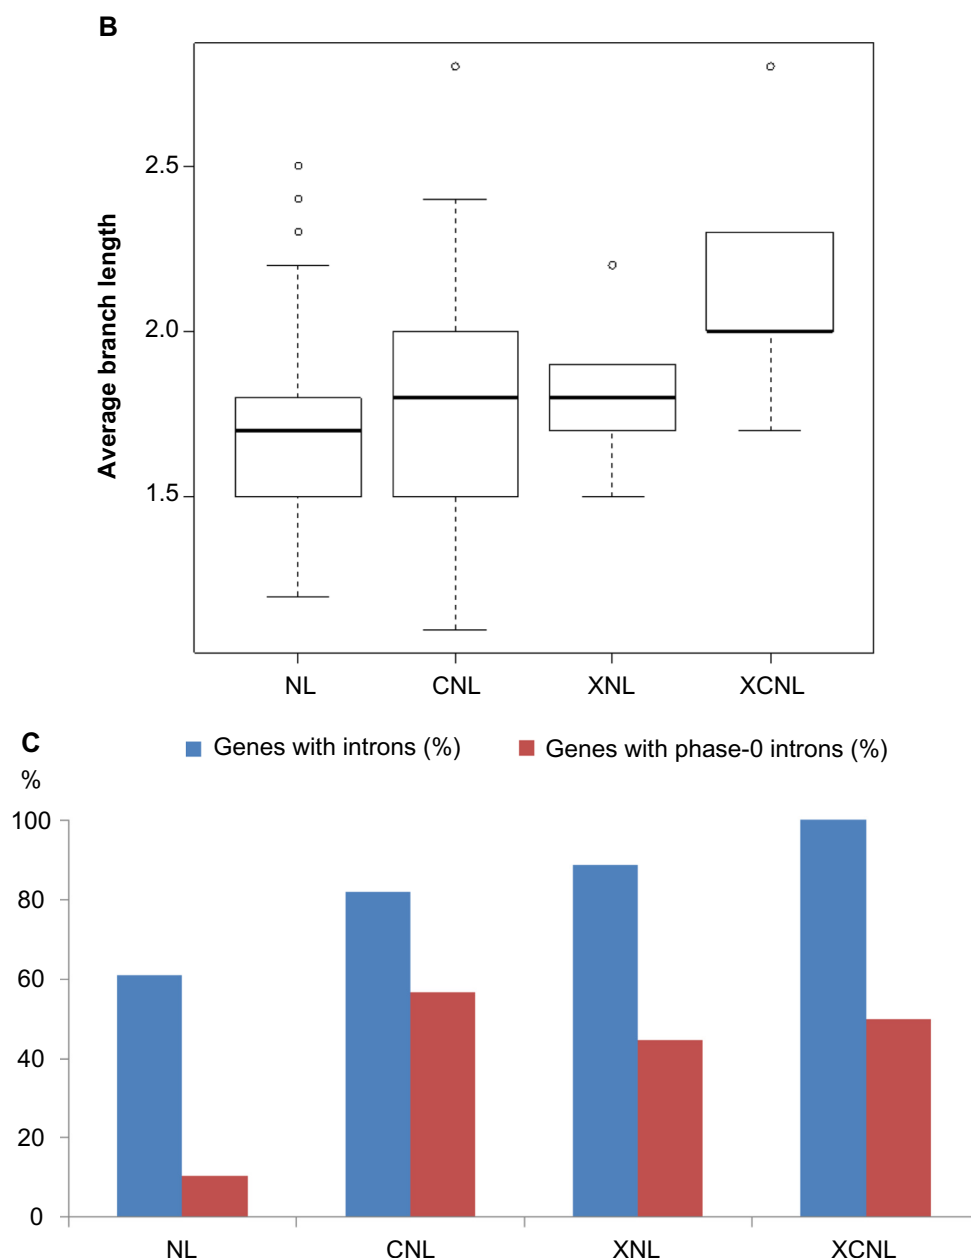 B
Average branch length
2.5
2.0
1.5
NL CNL XNL XCNL
C
Genes with introns (%) Genes with phase-0 introns (%)
%
100
80
60
40
20
0
NL CNL XNL XCNL